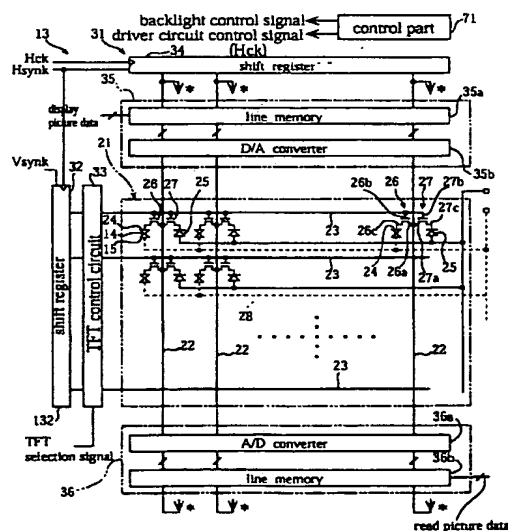 backlight control signal
driver circuit control signal
(Hck)
control part
71
13
31
34
Hck
Hsynk
shift register
* * *
35
display picture data
line memory
35a
D/A converter
35b
Vsynk
32
33
21
26 27 25
26b 26 27 27b
24
14
15
23
26c
27c
24 26a 27a 25
23
28
shift register
TFT control circuit
22 22 22
23
132
TFT
selection signal
36
A/D converter
36a
line memory
36b
* * *
read picture data